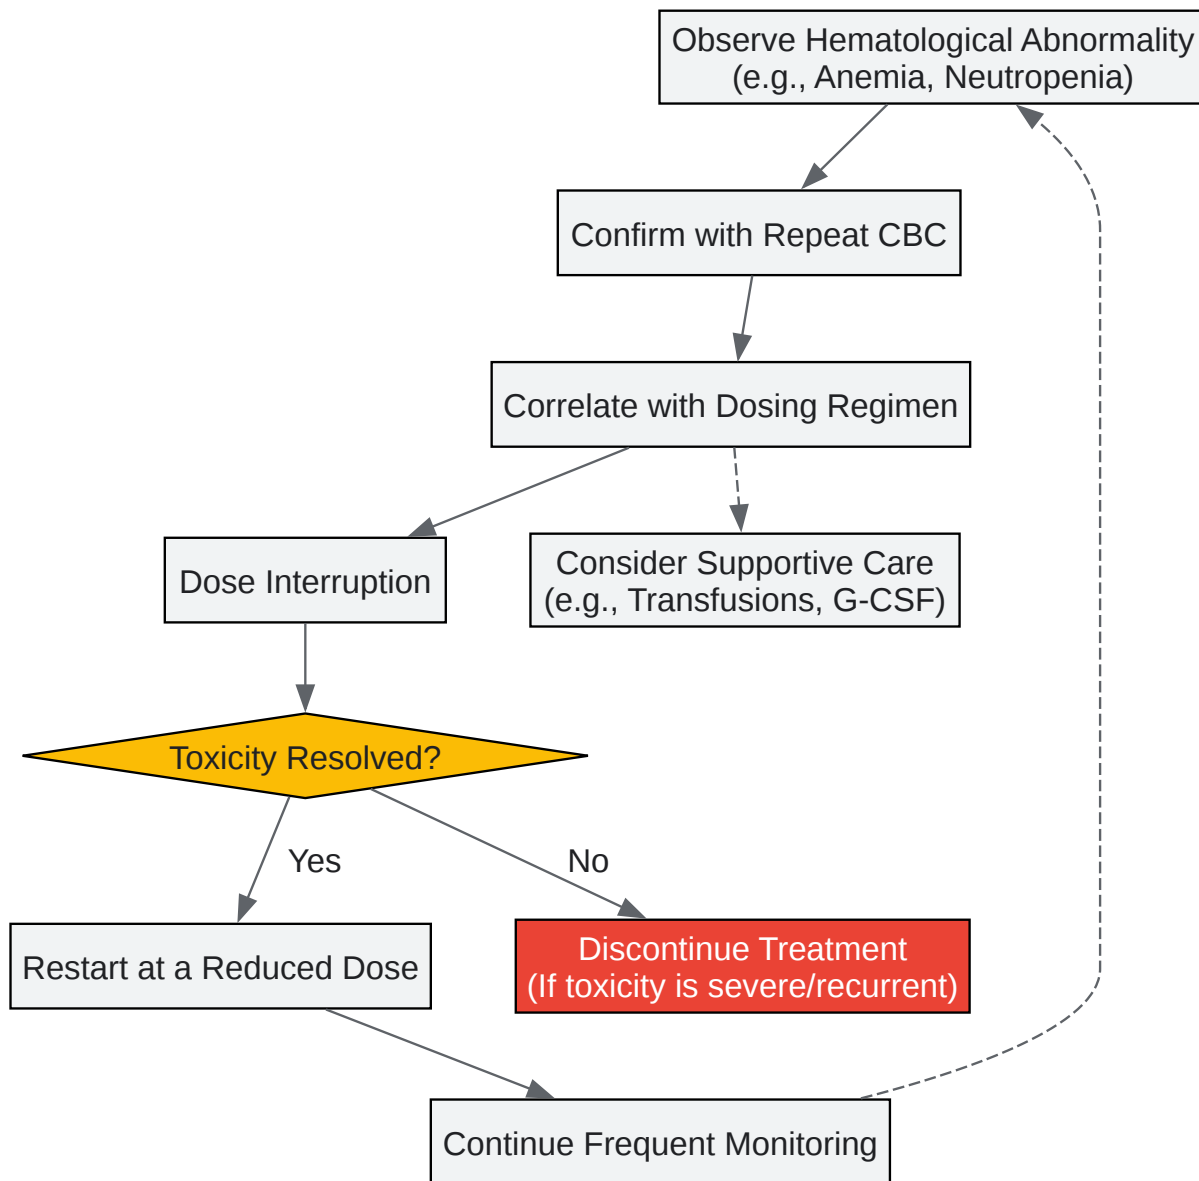 Observe Hematological Abnormality
(e.g., Anemia, Neutropenia)
Confirm with Repeat CBC
Correlate with Dosing Regimen
Dose Interruption
Consider Supportive Care
(e.g., Transfusions, G-CSF)
Toxicity Resolved?
Yes
No
Restart at a Reduced Dose
Discontinue Treatment
(If toxicity is severe/recurrent)
Continue Frequent Monitoring